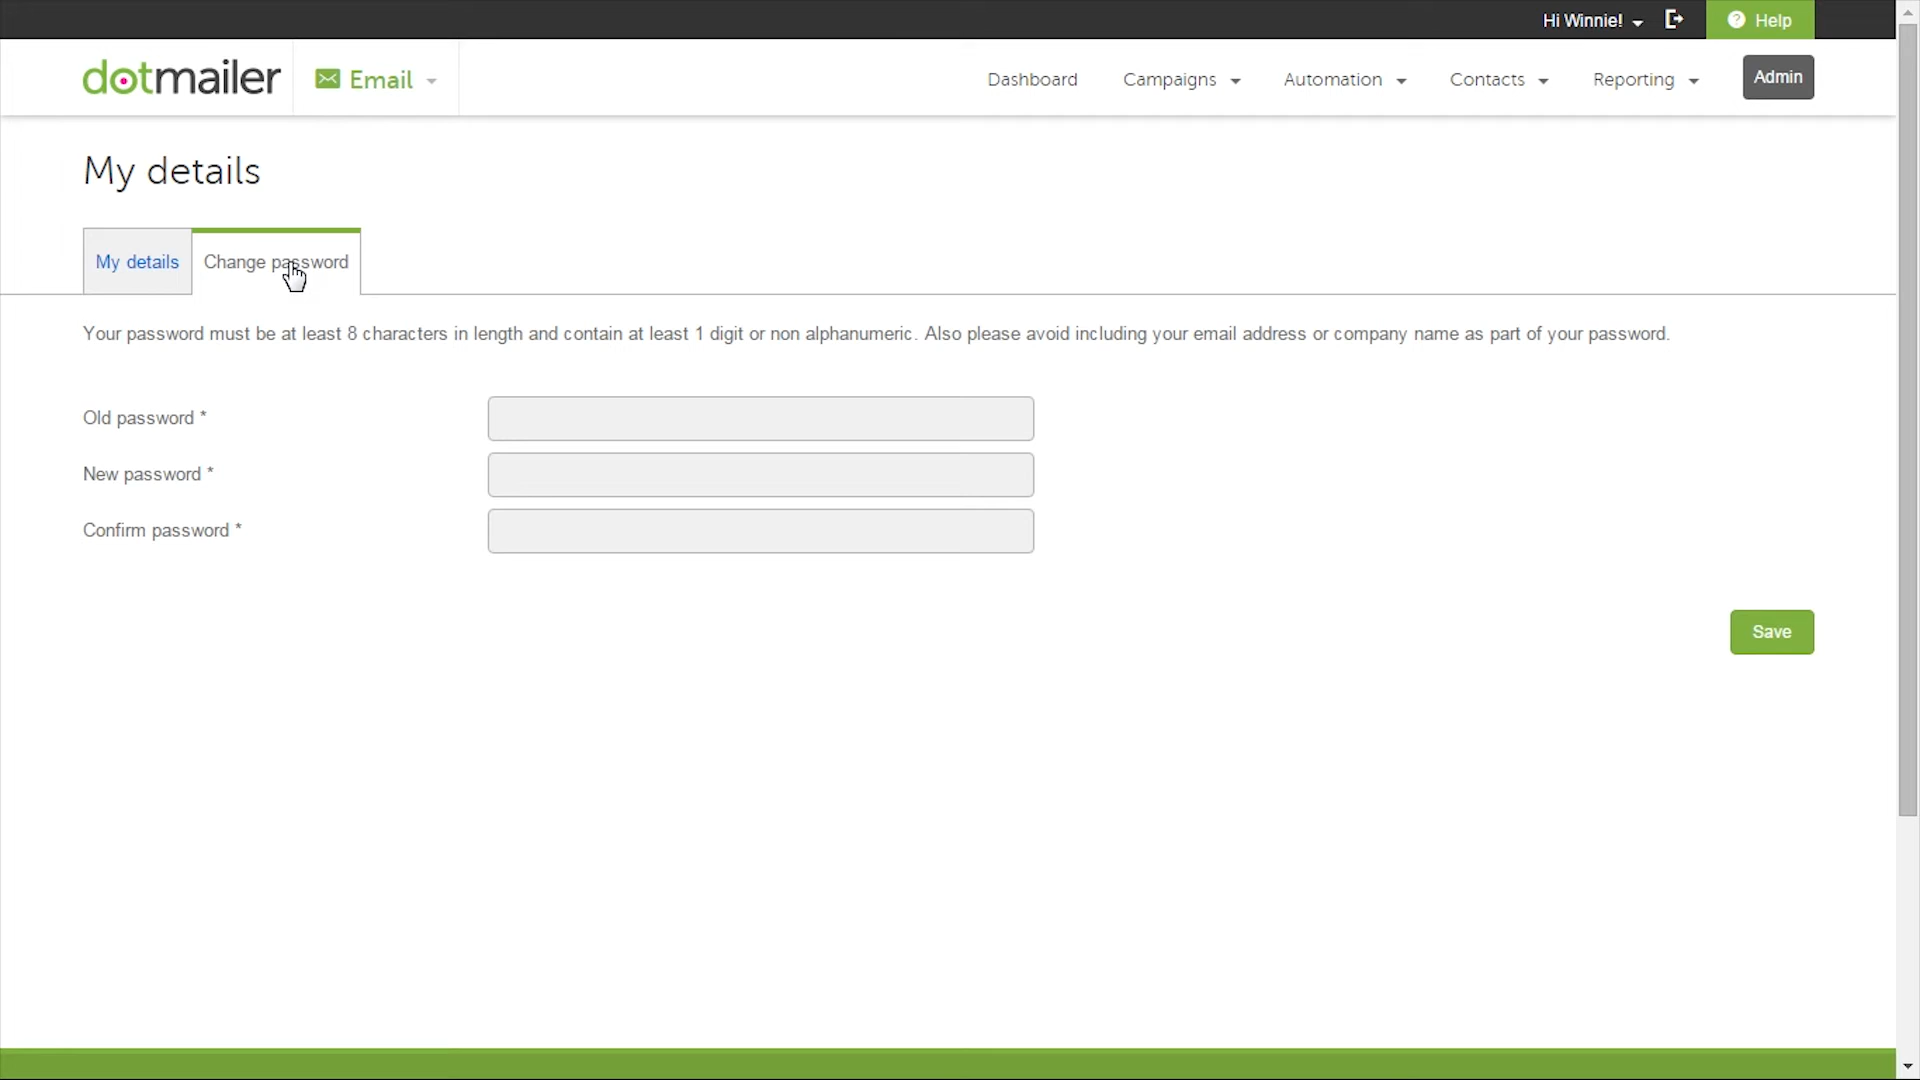 Hi Winnie!
Help
dotmailer
Email
Dashboard
Campaigns
Automation
Contacts
Reporting
Admin
My details
My details
Change password
Your password must be at least 8 characters in length and contain at least 1 digit or non alphanumeric. Also please avoid including your email address or company name as part of your password.
Old password *
New password *
Confirm password *
Save